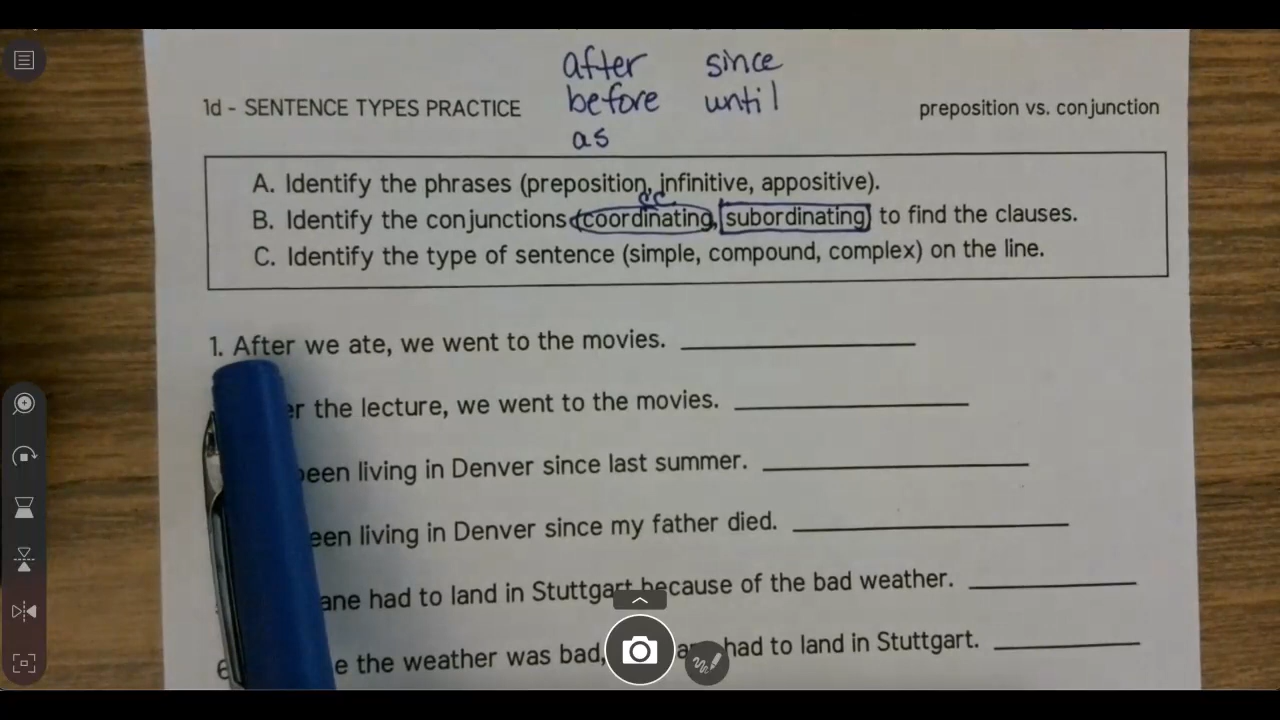 after since
before until
as
1d - SENTENCE TYPES PRACTICE preposition vs. conjunction
A. Identify the phrases (preposition, infinitive, appositive).
cc
B. Identify the conjunctions (coordinating, subordinating) to find the clauses.
C. Identify the type of sentence (simple, compound, complex) on the line.
1. After we ate, we went to the movies.
the lecture, we went to the movies.
living in Denver since last summer.
living in Denver since my father died.
had to land in Stuttgart because of the bad weather.
the weather was bad, had to land in Stuttgart.